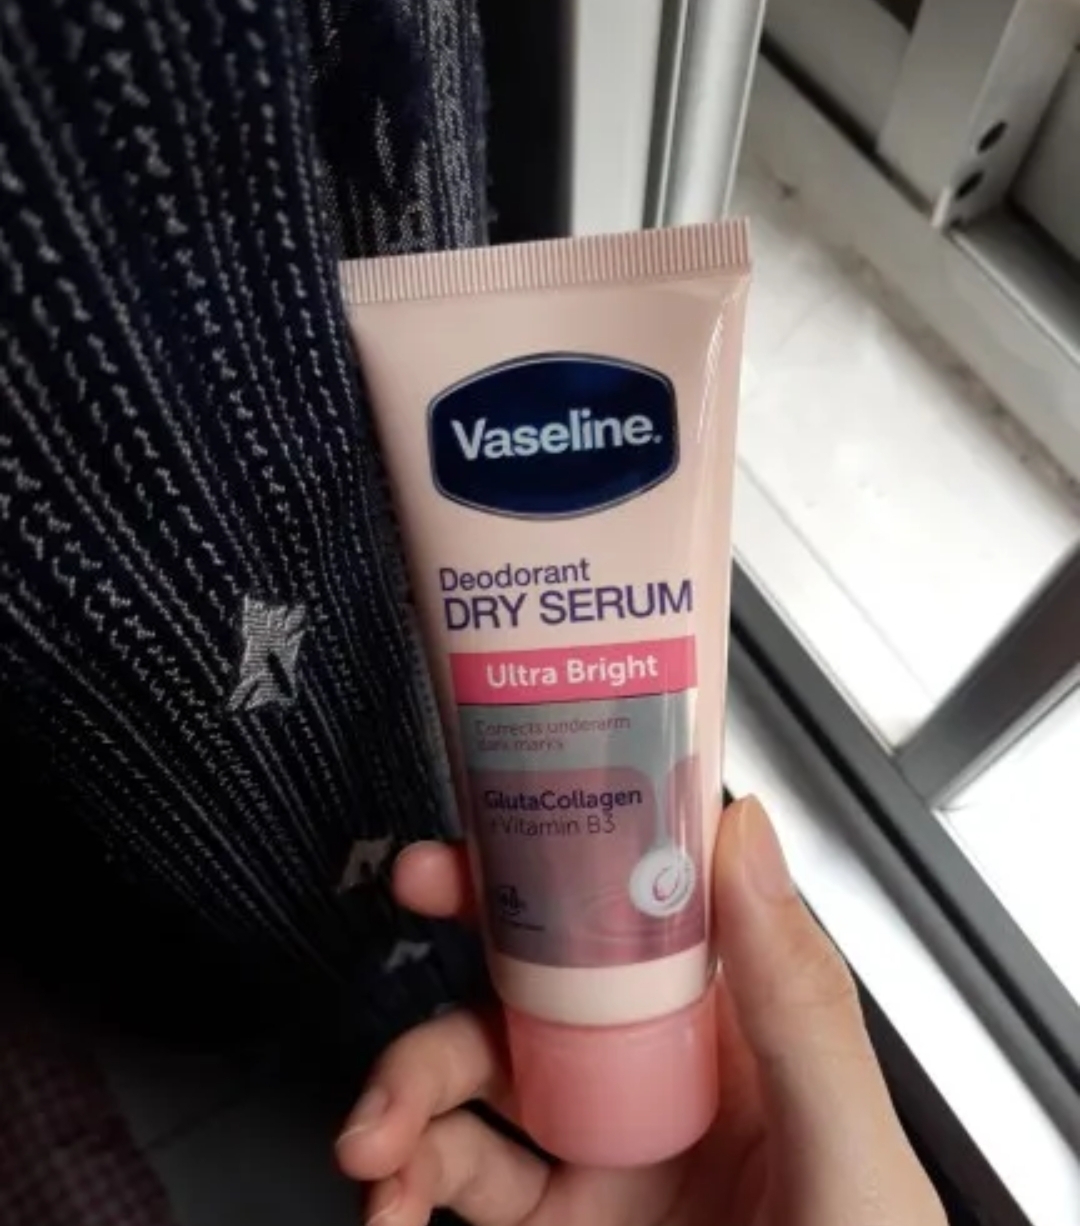 Vaseline.
Deodorant
DRY SERUM
Ultra Bright
Corrects underarm
dark marks
GlutaCollagen
+Vitamin B3